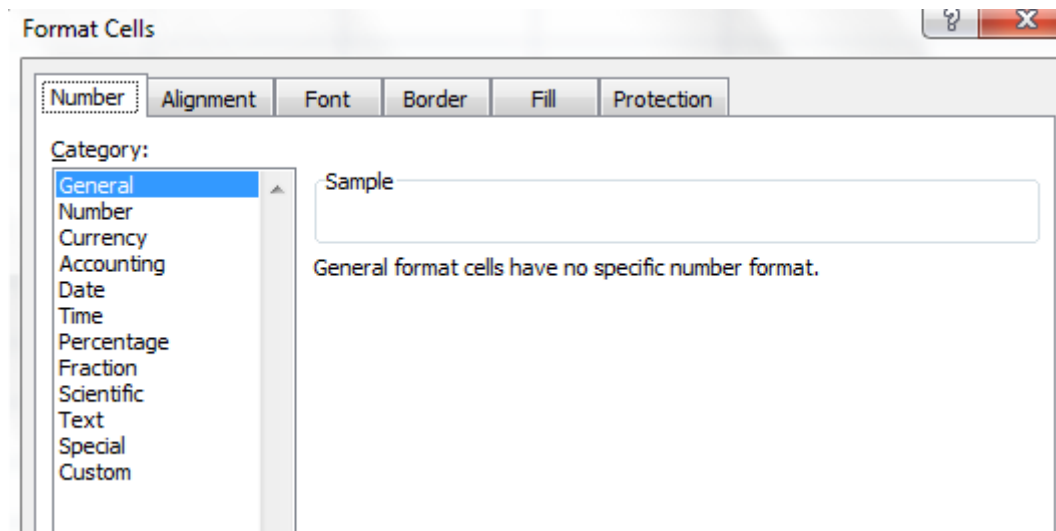 Format Cells
Number Alignment Font Border Fill Protection
Category:
General
Number
Currency
Accounting
Date
Time
Percentage
Fraction
Scientific
Text
Special
Custom
Sample
General format cells have no specific number format.